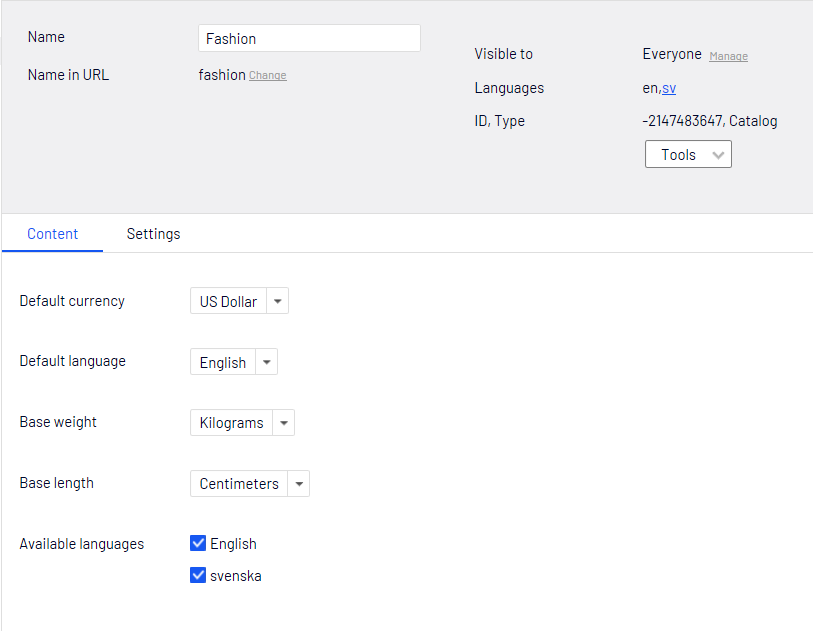 Name Fashion
Name in URL fashion Change
Visible to Everyone Manage
Languages en,sv
ID, Type -2147483647, Catalog
Tools
Content Settings
Default currency US Dollar
Default language English
Base weight Kilograms
Base length Centimeters
Available languages English
svenska